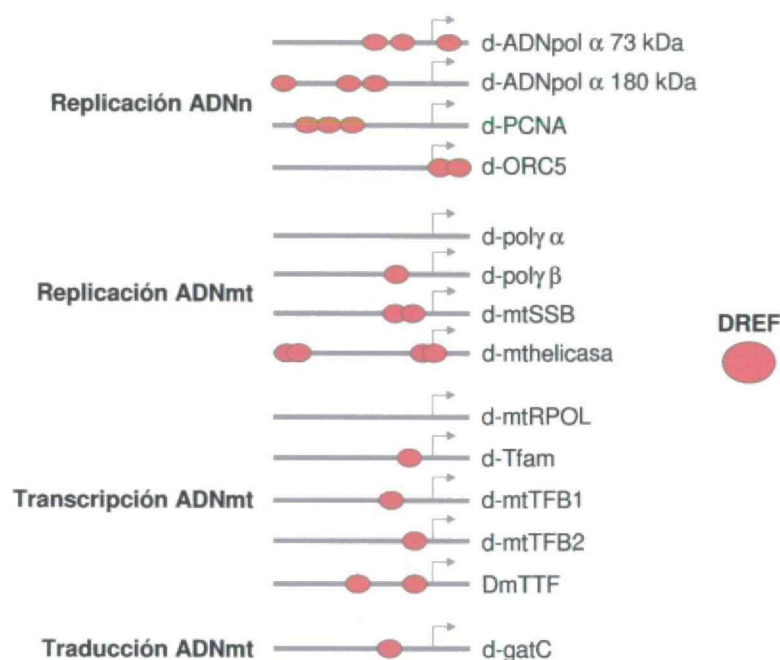 Replicación ADNn
d-ADNpol α 73 kDa
d-ADNpol α 180 kDa
d-PCNA
d-ORC5
Replicación ADNmt
d-polγ α
d-polγ β
d-mtSSB
d-mthelicasa
DREF
Transcripción ADNmt
d-mtRPOL
d-Tfam
d-mtTFB1
d-mtTFB2
DmTTF
Traducción ADNmt
d-gatC